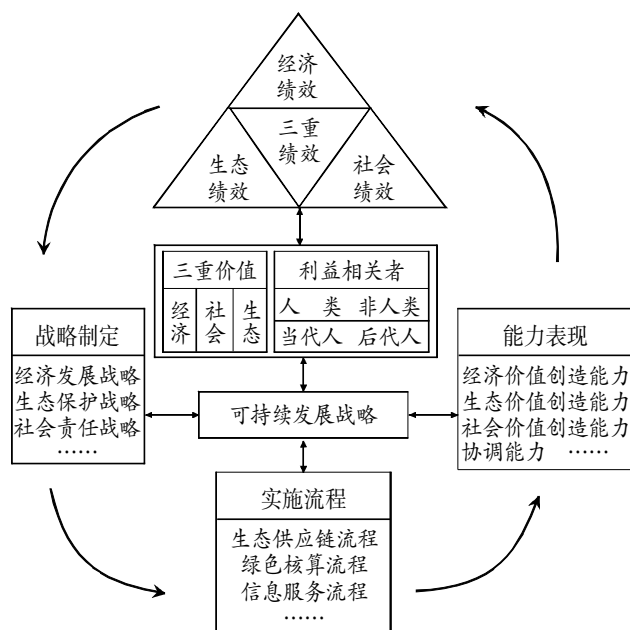 经济
绩效
三重
绩效
生态
绩效
社会
绩效
三重价值
经济
社会
生态
利益相关者
人 类 非人类
当代人 后代人
战略制定
经济发展战略
生态保护战略
社会责任战略
……
可持续发展战略
能力表现
经济价值创造能力
生态价值创造能力
社会价值创造能力
协调能力 ……
实施流程
生态供应链流程
绿色核算流程
信息服务流程
……